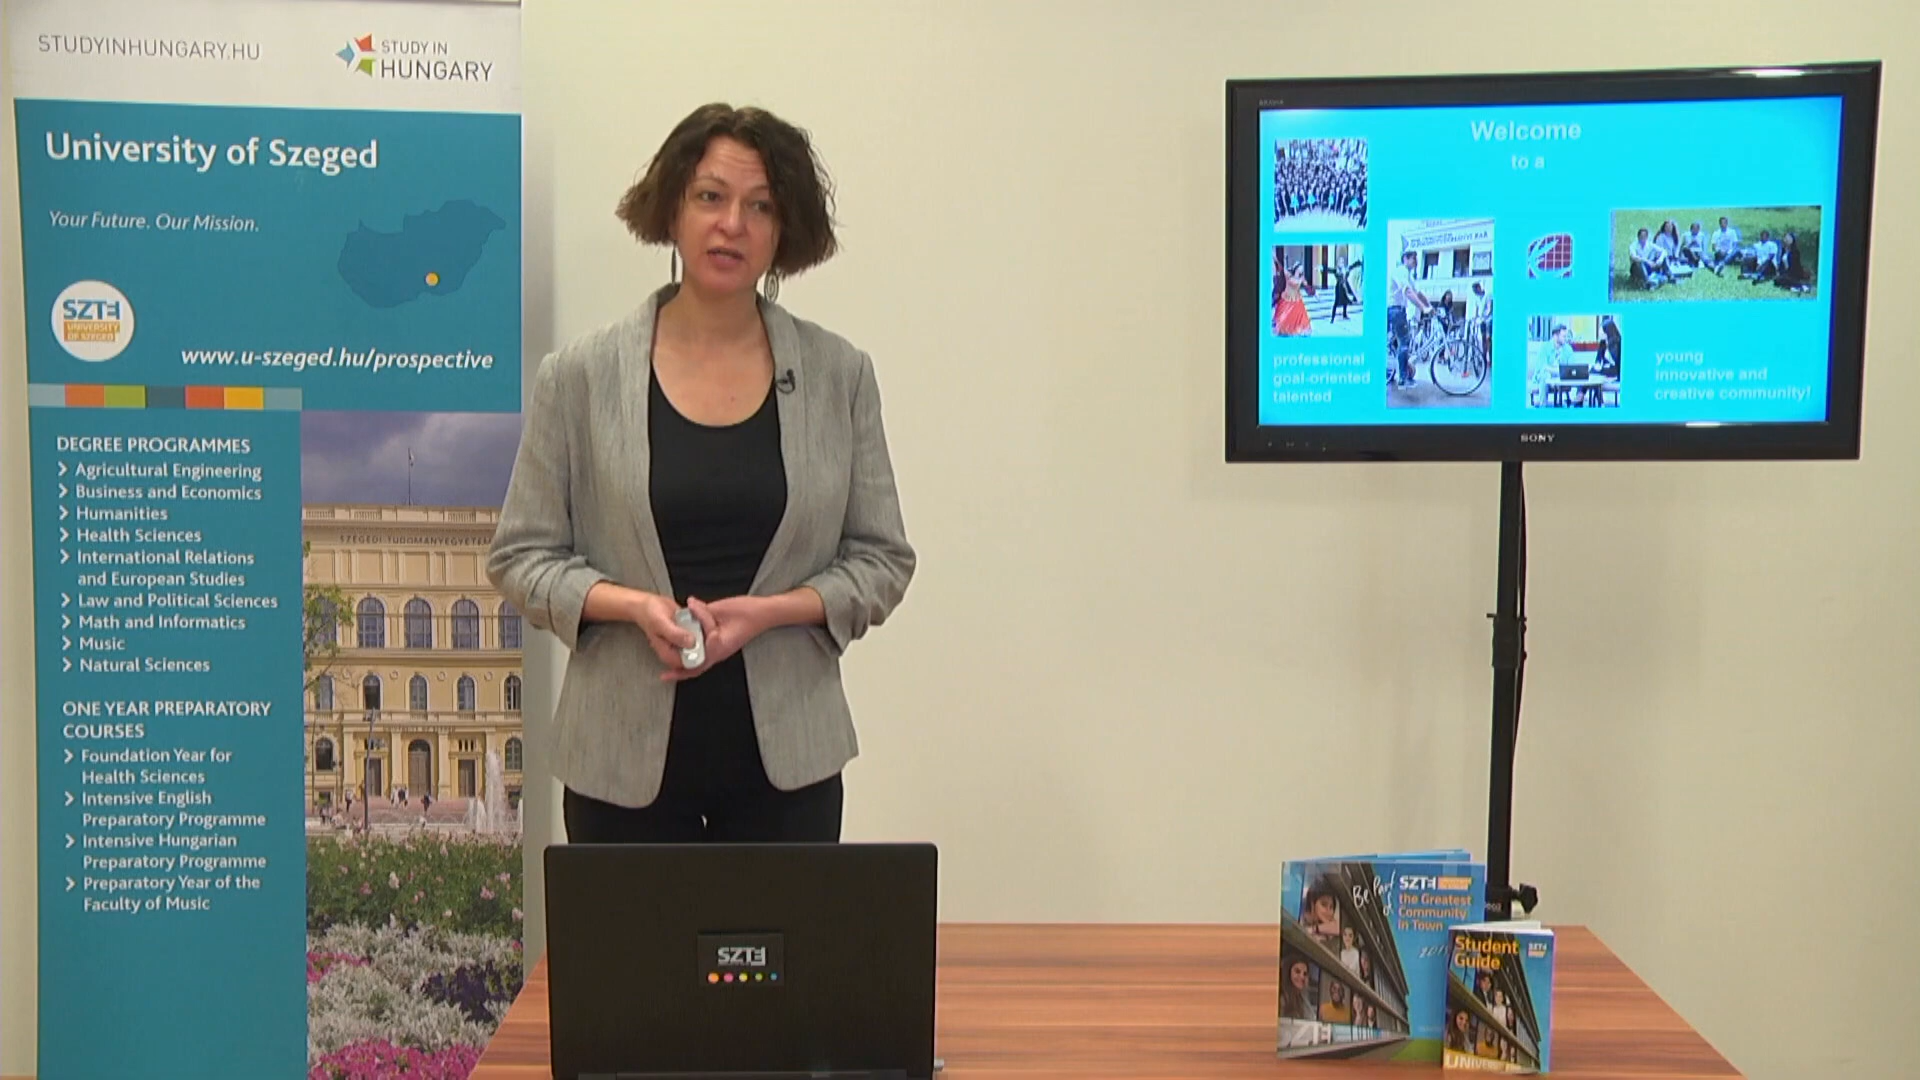 STUDYINHUNGARY.HU
STUDY IN
HUNGARY
University of Szeged
Your Future. Our Mission.
SZTE
UNIVERSITY
OF SZEGED
www.u-szeged.hu/prospective
DEGREE PROGRAMMES
Agricultural Engineering
Business and Economics
Humanities
Health Sciences
International Relations
and European Studies
Law and Political Sciences
Math and Informatics
Music
Natural Sciences
ONE YEAR PREPARATORY
COURSES
Foundation Year for
Health Sciences
Intensive English
Preparatory Programme
Intensive Hungarian
Preparatory Programme
Preparatory Year of the
Faculty of Music
SZEGEDI TUDOMÁNYEGYETEM
SZTE
Welcome
to a
professional
goal-oriented
talented
young
innovative and
creative community!
SONY
Be Part
of
SZTE
the Greatest
Community
in Town
SZTE
Student
Guide
SZTE